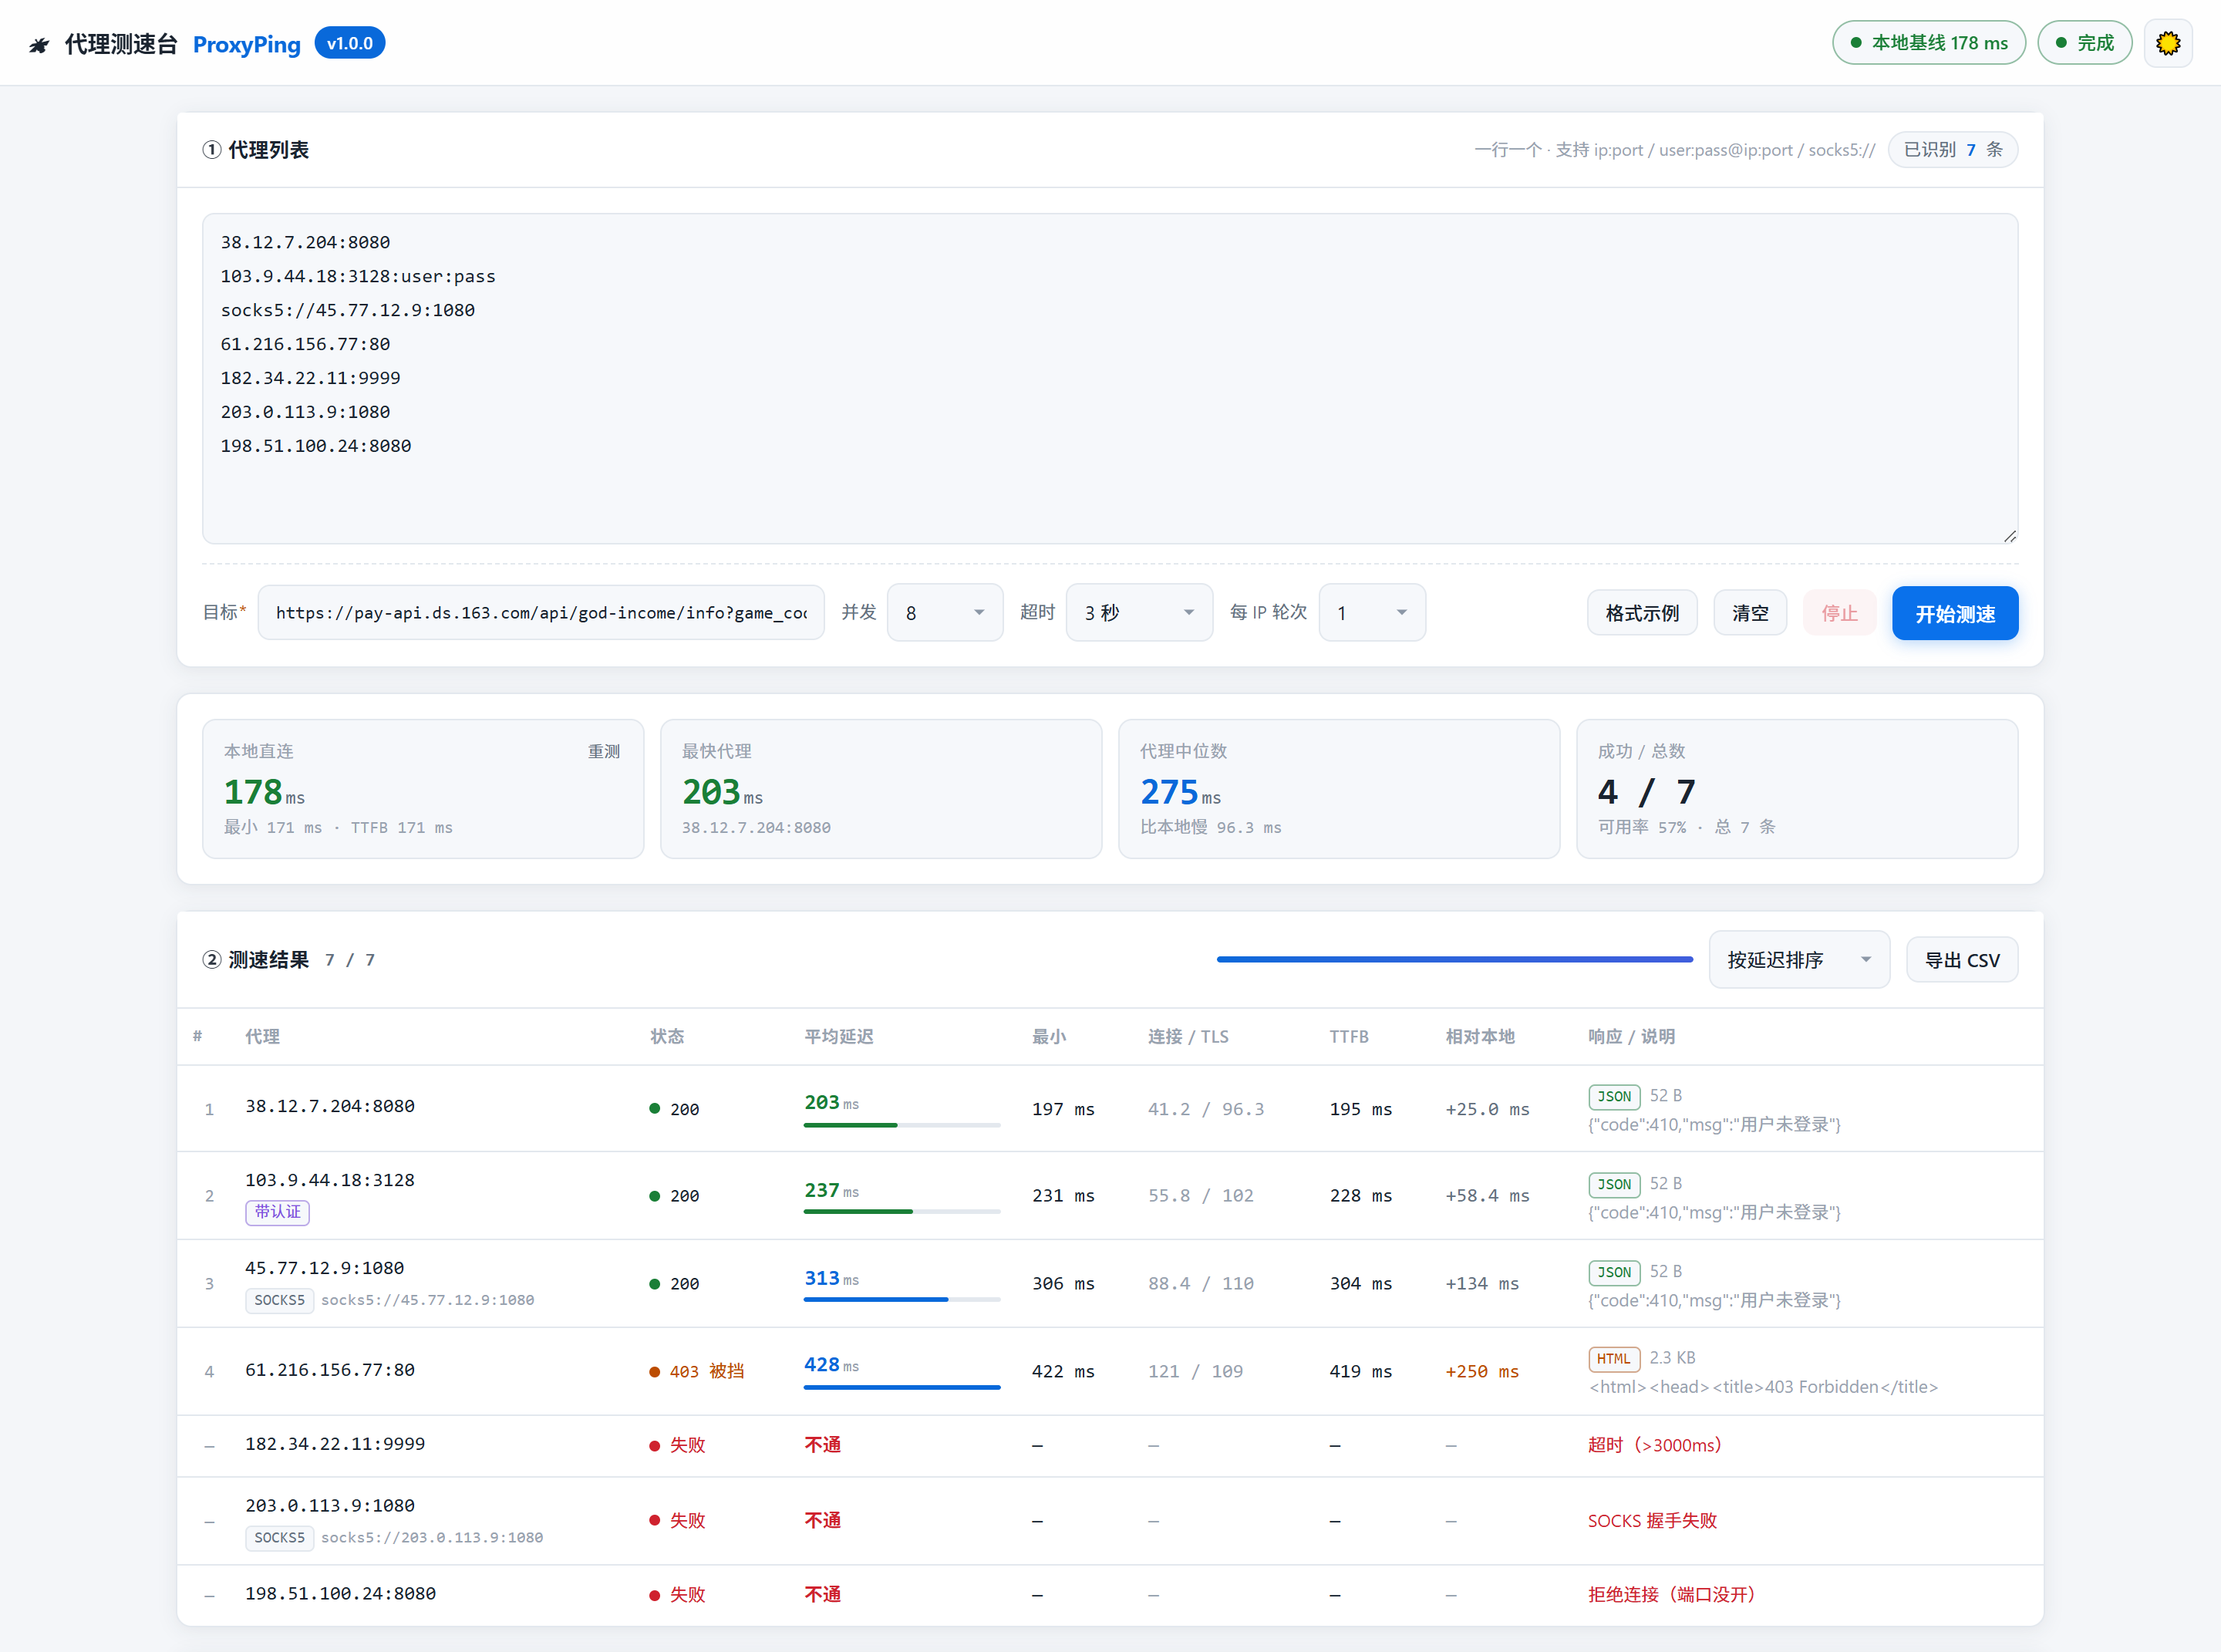 代理测速台 ProxyPing v1.0.0
本地基线 178 ms
完成
① 代理列表
一行一个 · 支持 ip:port / user:pass@ip:port / socks5://
已识别 7 条
38.12.7.204:8080
103.9.44.18:3128:user:pass
socks5://45.77.12.9:1080
61.216.156.77:80
182.34.22.11:9999
203.0.113.9:1080
198.51.100.24:8080
目标* https://pay-api.ds.163.com/api/god-income/info?game_co 并发 8 超时 3 秒 每 IP 轮次 1 格式示例 清空 停止 开始测速
本地直连 重测
178 ms
最小 171 ms · TTFB 171 ms
最快代理
203 ms
38.12.7.204:8080
代理中位数
275 ms
比本地慢 96.3 ms
成功 / 总数
4 / 7
可用率 57% · 总 7 条
② 测速结果 7 / 7
按延迟排序
导出 CSV
# 代理 状态 平均延迟 最小 连接 / TLS TTFB 相对本地 响应 / 说明
1 38.12.7.204:8080 200 203 ms 197 ms 41.2 / 96.3 195 ms +25.0 ms JSON 52 B
{"code":410,"msg":"用户未登录"}
2 103.9.44.18:3128 200 237 ms 231 ms 55.8 / 102 228 ms +58.4 ms JSON 52 B
带认证 {"code":410,"msg":"用户未登录"}
3 45.77.12.9:1080 200 313 ms 306 ms 88.4 / 110 304 ms +134 ms JSON 52 B
SOCKS5 socks5://45.77.12.9:1080 {"code":410,"msg":"用户未登录"}
4 61.216.156.77:80 403 被挡 428 ms 422 ms 121 / 109 419 ms +250 ms HTML 2.3 KB
<html><head><title>403 Forbidden</title>
— 182.34.22.11:9999 失败 不通 — — — — 超时（>3000ms）
— 203.0.113.9:1080 失败 不通 — — — — SOCKS 握手失败
SOCKS5 socks5://203.0.113.9:1080
— 198.51.100.24:8080 失败 不通 — — — — 拒绝连接（端口没开）